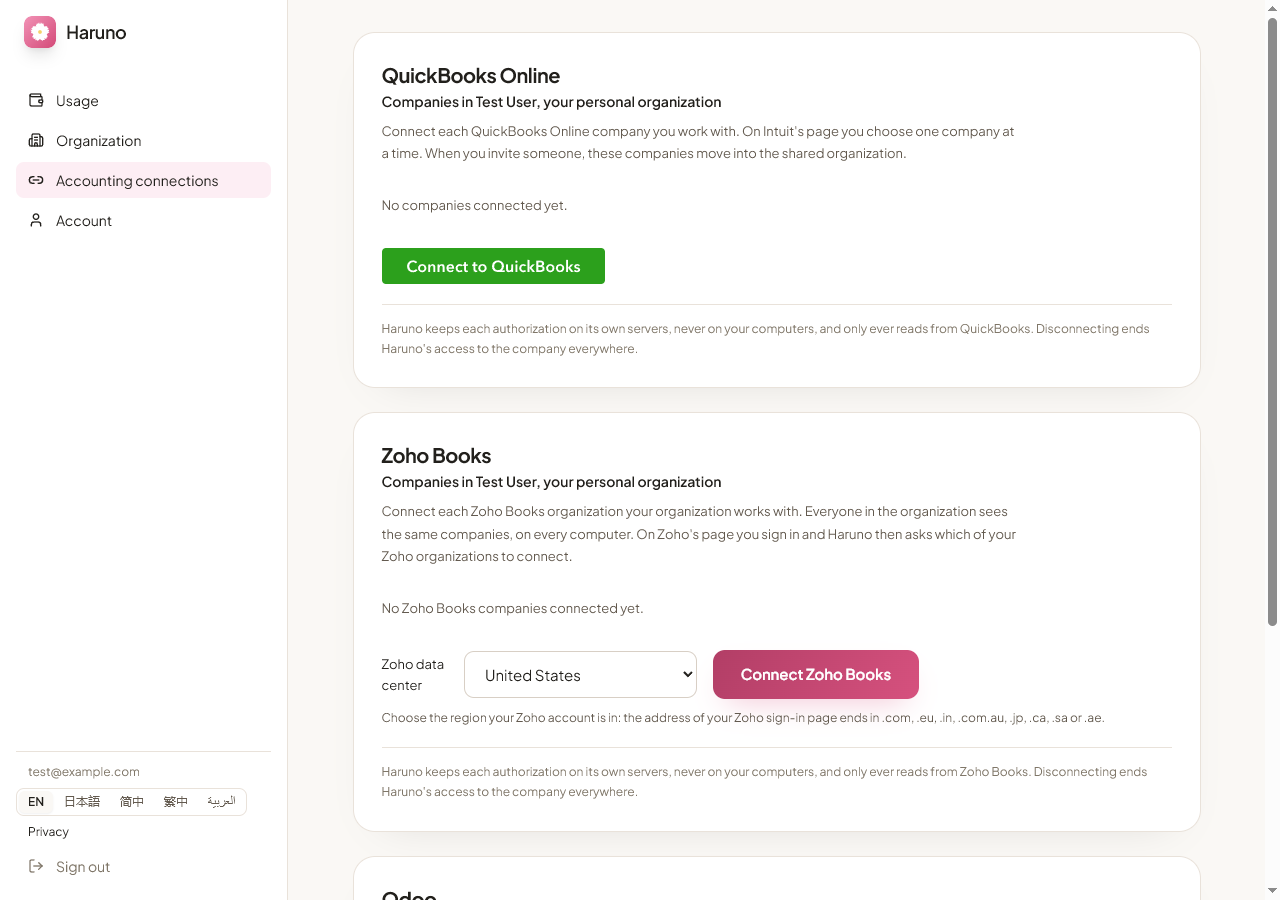 Haruno
Usage
Organization
Accounting connections
Account
test@example.com
EN 日本語 简中 繁中 العربية
Privacy
Sign out
QuickBooks Online
Companies in Test User, your personal organization
Connect each QuickBooks Online company you work with. On Intuit's page you choose one company at
a time. When you invite someone, these companies move into the shared organization.
No companies connected yet.
Connect to QuickBooks
Haruno keeps each authorization on its own servers, never on your computers, and only ever reads from QuickBooks. Disconnecting ends
Haruno's access to the company everywhere.
Zoho Books
Companies in Test User, your personal organization
Connect each Zoho Books organization your organization works with. Everyone in the organization sees
the same companies, on every computer. On Zoho's page you sign in and Haruno then asks which of your
Zoho organizations to connect.
No Zoho Books companies connected yet.
Zoho data
center
United States
Connect Zoho Books
Choose the region your Zoho account is in: the address of your Zoho sign-in page ends in .com, .eu, .in, .com.au, .jp, .ca, .sa or .ae.
Haruno keeps each authorization on its own servers, never on your computers, and only ever reads from Zoho Books. Disconnecting ends
Haruno's access to the company everywhere.
Odoo